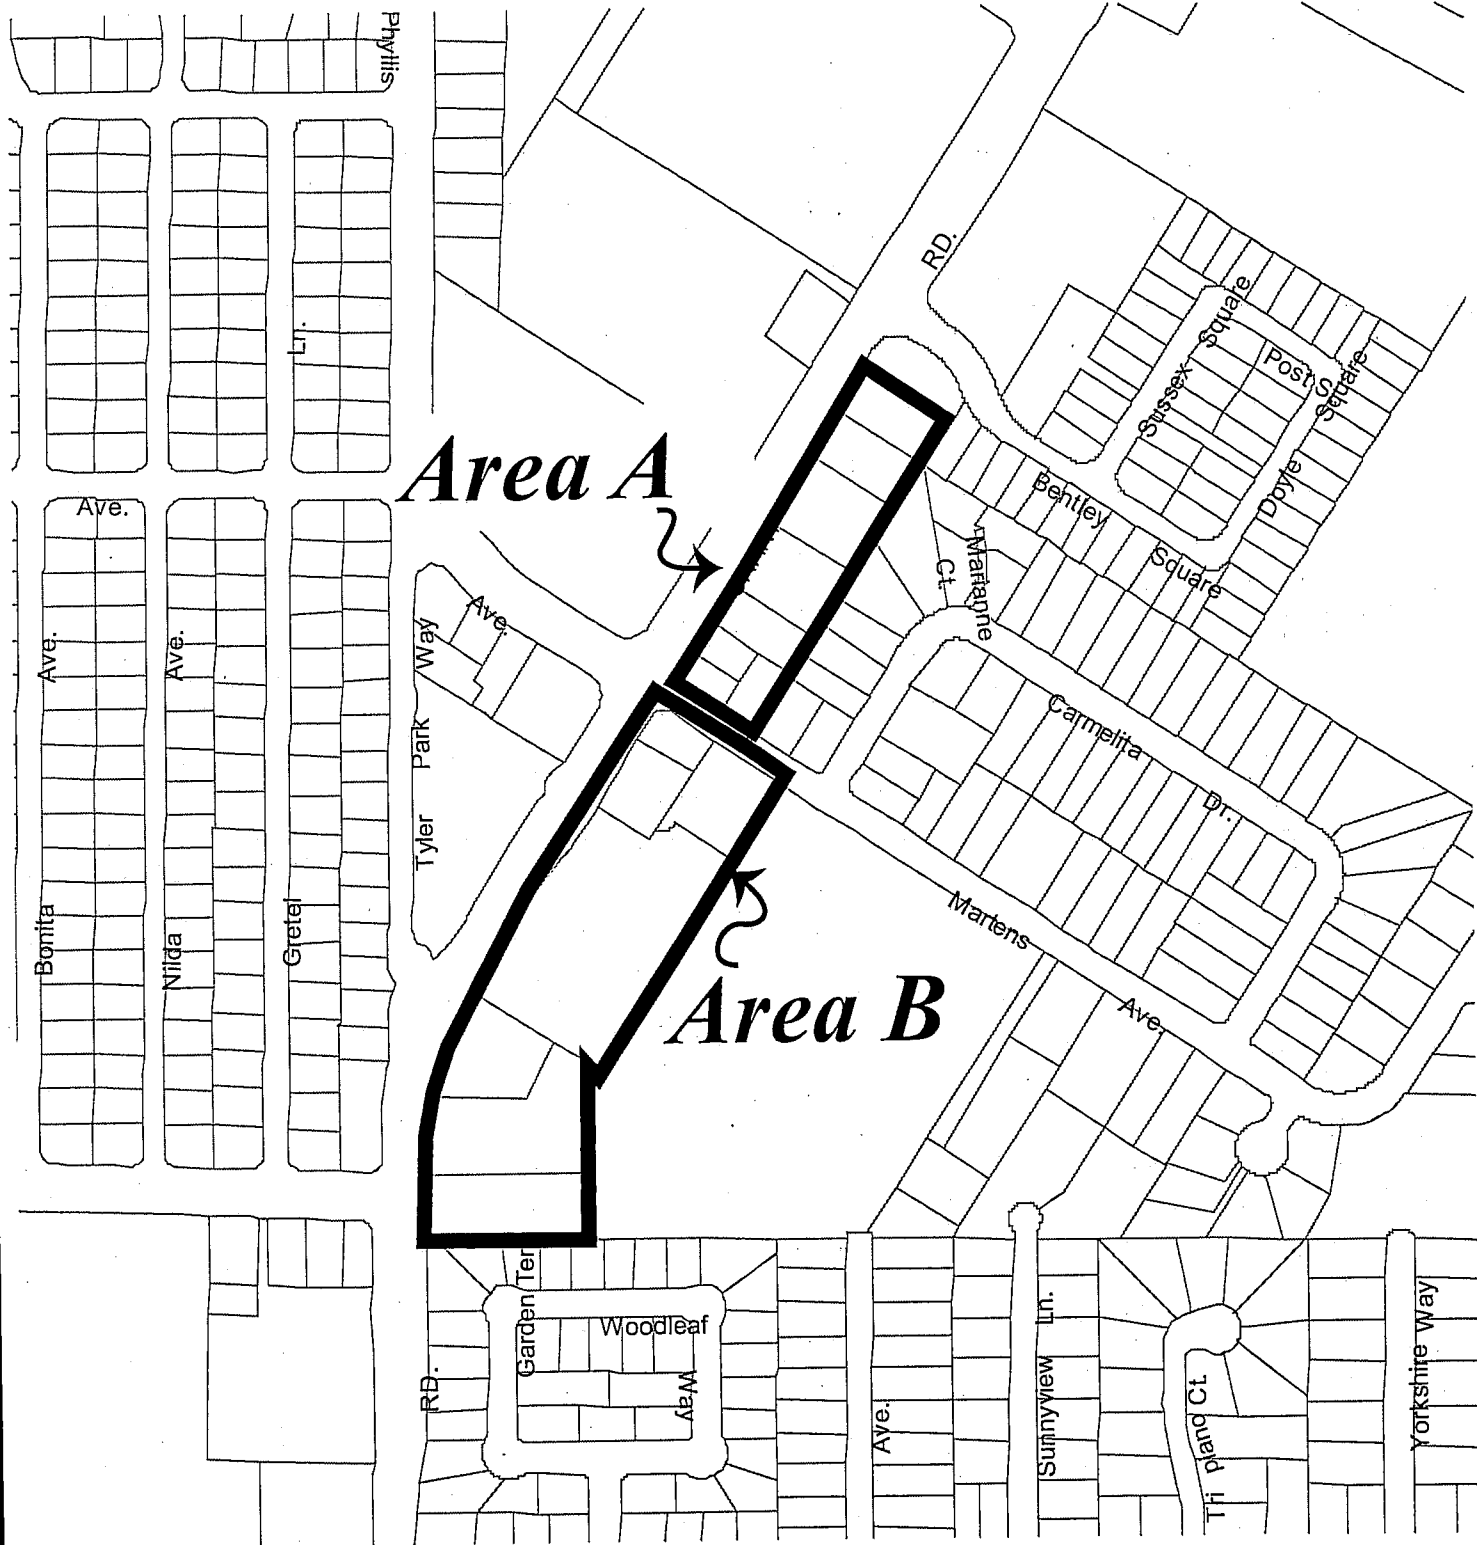 Phyllis
RD.
Square
Post S
Square
Ln.
Sussex
Area A
Bentley
Doyle
Ave.
Marianne
Ct.
Square
Ave.
Way
Ave.
Ave.
Park
Carmelita
Dr.
Tyler
Bonita
Nilda
Gretel
Martens
Ave.
Area B
Garden Ter
Woodleaf
Way
RD.
Ave.
Sunnyview
Ln.
Tri plano Ct.
Yorkshire Way